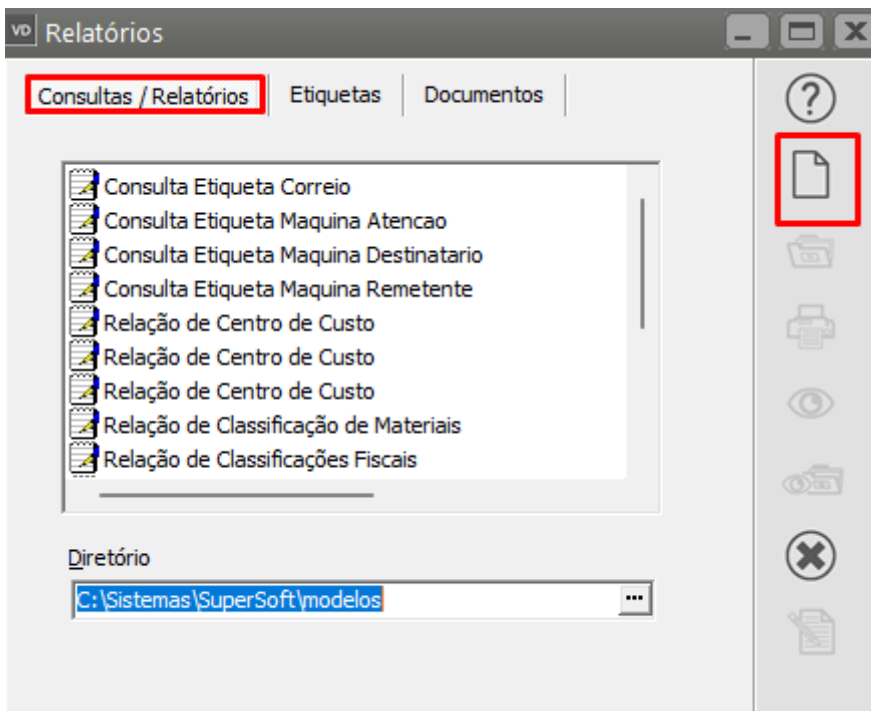 VD Relatórios
Consultas / Relatórios Etiquetas Documentos
?
Consulta Etiqueta Correio
Consulta Etiqueta Maquina Atencao
Consulta Etiqueta Maquina Destinatario
Consulta Etiqueta Maquina Remetente
Relação de Centro de Custo
Relação de Centro de Custo
Relação de Centro de Custo
Relação de Classificação de Materiais
Relação de Classificações Fiscais
Diretório
C:\Sistemas\SuperSoft\modelos ...